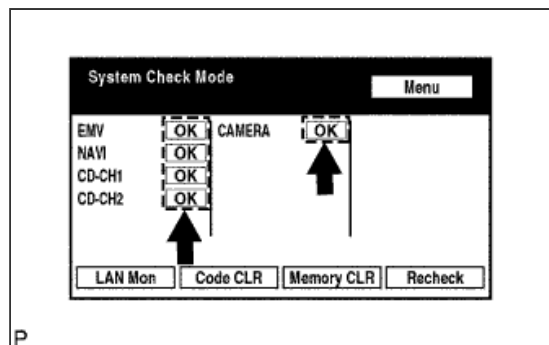 System Check Mode
Menu
EMV OK CAMERA OK
NAVI OK
CD-CH1 OK
CD-CH2 OK
LAN Mon Code CLR Memory CLR Recheck
P